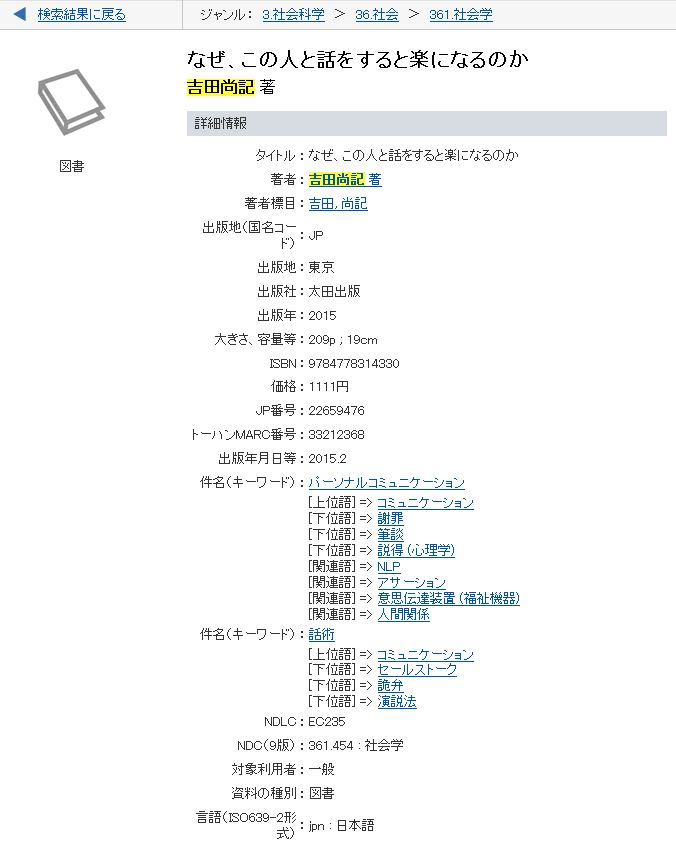 検索結果に戻る
ジャンル： 3.社会科学 ＞ 36.社会 ＞ 361.社会学
なぜ、この人と話をすると楽になるのか
吉田尚記 著
図書
詳細情報
タイトル：なぜ、この人と話をすると楽になるのか
著者：吉田尚記 著
著者標目：吉田, 尚記
出版地（国名コー
ド）：JP
出版地：東京
出版社：太田出版
出版年：2015
大きさ、容量等：209p ; 19cm
ISBN：9784778314330
価格：1111円
JP番号：22659476
トーハンMARC番号：33212368
出版年月日等：2015.2
件名（キーワード）：パーソナルコミュニケーション
[上位語] => コミュニケーション
[下位語] => 謝罪
[下位語] => 筆談
[下位語] => 説得 (心理学)
[関連語] => NLP
[関連語] => アサーション
[関連語] => 意思伝達装置 (福祉機器)
[関連語] => 人間関係
件名（キーワード）：話術
[上位語] => コミュニケーション
[下位語] => セールストーク
[下位語] => 詭弁
[下位語] => 演説法
NDLC：EC235
NDC（9版）：361.454：社会学
対象利用者：一般
資料の種別：図書
言語（ISO639-2形
式）：jpn：日本語